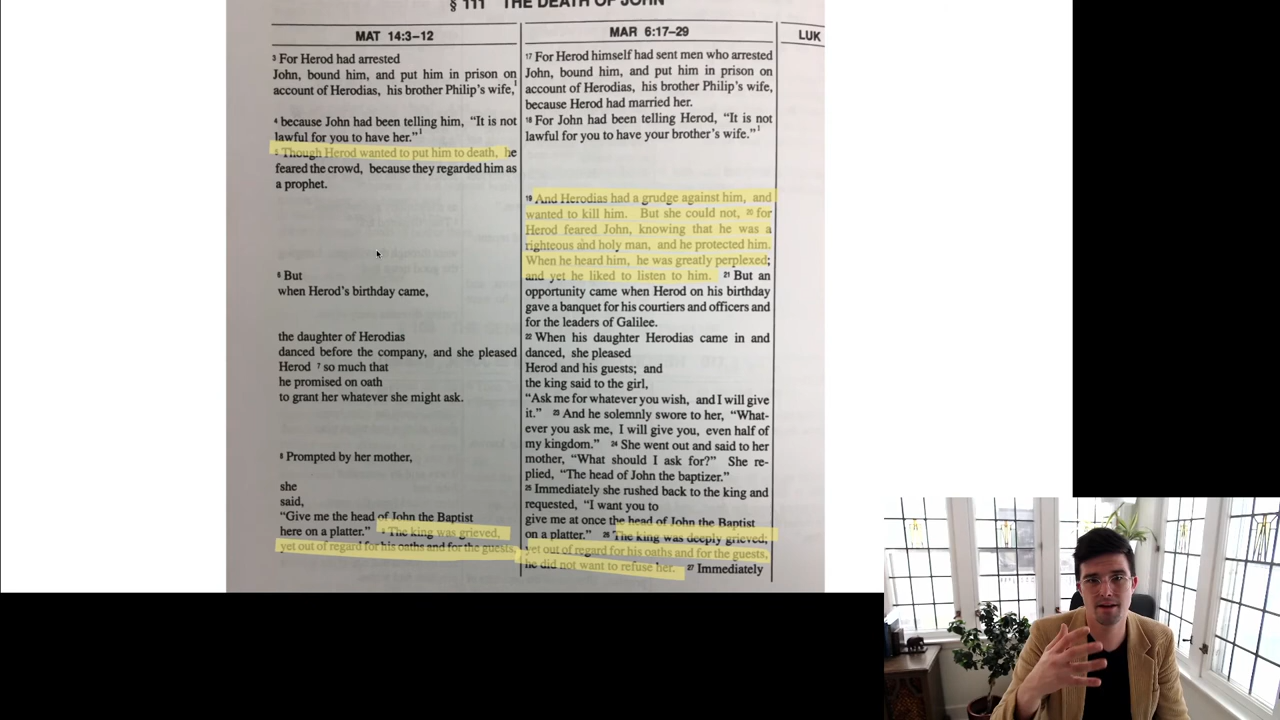 § 111 THE DEATH OF JOHN
MAT 14:3–12
³ For Herod had arrested
John, bound him, and put him in prison on
account of Herodias, his brother Philip's wife,¹
⁴ because John had been telling him, “It is not
lawful for you to have her.”¹
⁵ Though Herod wanted to put him to death, he
feared the crowd, because they regarded him as
a prophet.
⁶ But
when Herod's birthday came,
the daughter of Herodias
danced before the company, and she pleased
Herod ⁷ so much that
he promised on oath
to grant her whatever she might ask.
⁸ Prompted by her mother,
she
said,
“Give me the head of John the Baptist
here on a platter.” ⁹ The king was grieved,
yet out of regard for his oaths and for the guests,
MAR 6:17–29
¹⁷ For Herod himself had sent men who arrested
John, bound him, and put him in prison on
account of Herodias, his brother Philip's wife,
because Herod had married her.
¹⁸ For John had been telling Herod, “It is not
lawful for you to have your brother's wife.”¹
¹⁹ And Herodias had a grudge against him, and
wanted to kill him. But she could not, ²⁰ for
Herod feared John, knowing that he was a
righteous and holy man, and he protected him.
When he heard him, he was greatly perplexed;
and yet he liked to listen to him. ²¹ But an
opportunity came when Herod on his birthday
gave a banquet for his courtiers and officers and
for the leaders of Galilee.
²² When his daughter Herodias came in and
danced, she pleased
Herod and his guests; and
the king said to the girl,
“Ask me for whatever you wish, and I will give
it.” ²³ And he solemnly swore to her, “What-
ever you ask me, I will give you, even half of
my kingdom.” ²⁴ She went out and said to her
mother, “What should I ask for?” She re-
plied, “The head of John the baptizer.”
²⁵ Immediately she rushed back to the king and
requested, “I want you to
give me at once the head of John the Baptist
on a platter.” ²⁶ The king was deeply grieved;
yet out of regard for his oaths and for the guests,
he did not want to refuse her. ²⁷ Immediately
LUK